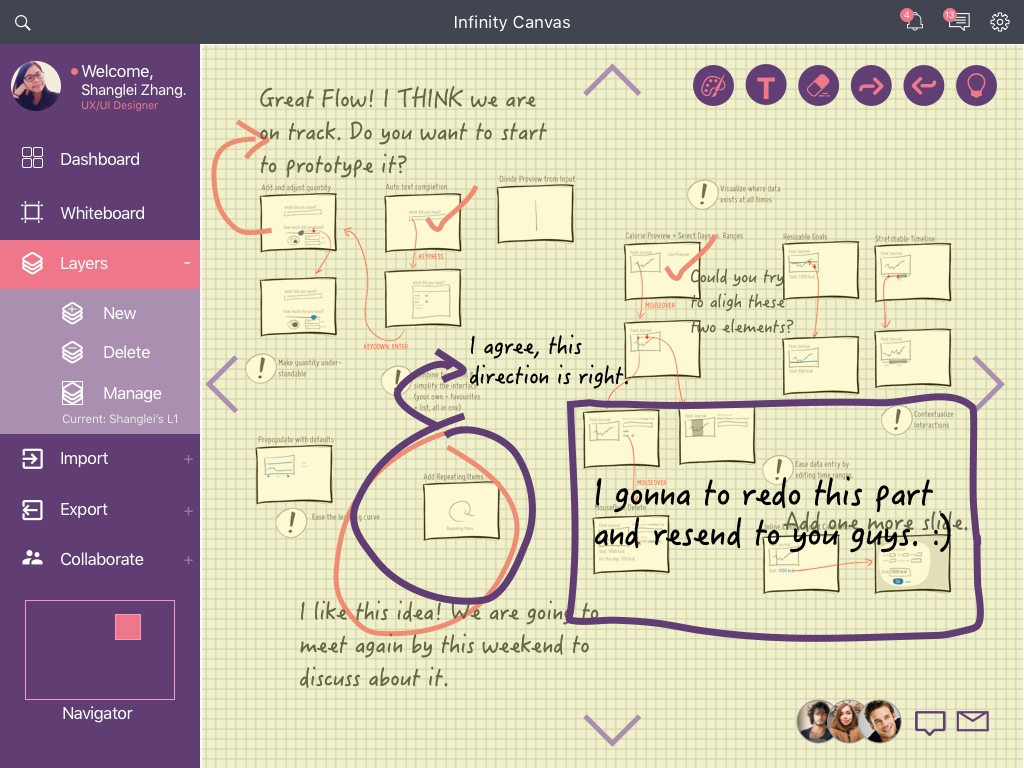 Infinity Canvas
4
13
Welcome,
Shanglei Zhang.
UX/UI Designer
Dashboard
Whiteboard
Layers -
New
Delete
Manage
Current: Shanglei's L1
Import +
Export +
Collaborate +
Navigator
T
Great Flow! I THINK we are
on track. Do you want to start
to prototype it?
Add and adjust quantity
Auto text completion
Divide Preview from Input
Visualize where data
exists at all times
Calorie Preview + Select Days vs. Ranges
Resizable Goals
Stretchable Timeline
KEYPRESS
MOUSEOVER
KEYDOWN: ENTER
Could you try
to aligh these
two elements?
Make quantity under-
standable
I agree, this
direction is right.
simplify the interface
(your own + favourites
+ list, all in one)
Contextualize
Interactions
Prepopulate with defaults
Add Repeating Items
Repeating Items
Ease data entry by
editing time ranges
MOUSEOVER
Ease the learning curve
I gonna to redo this part
and resend to you guys. :)
Add one more slide.
I like this idea! We are going to
meet again by this weekend to
discuss about it.